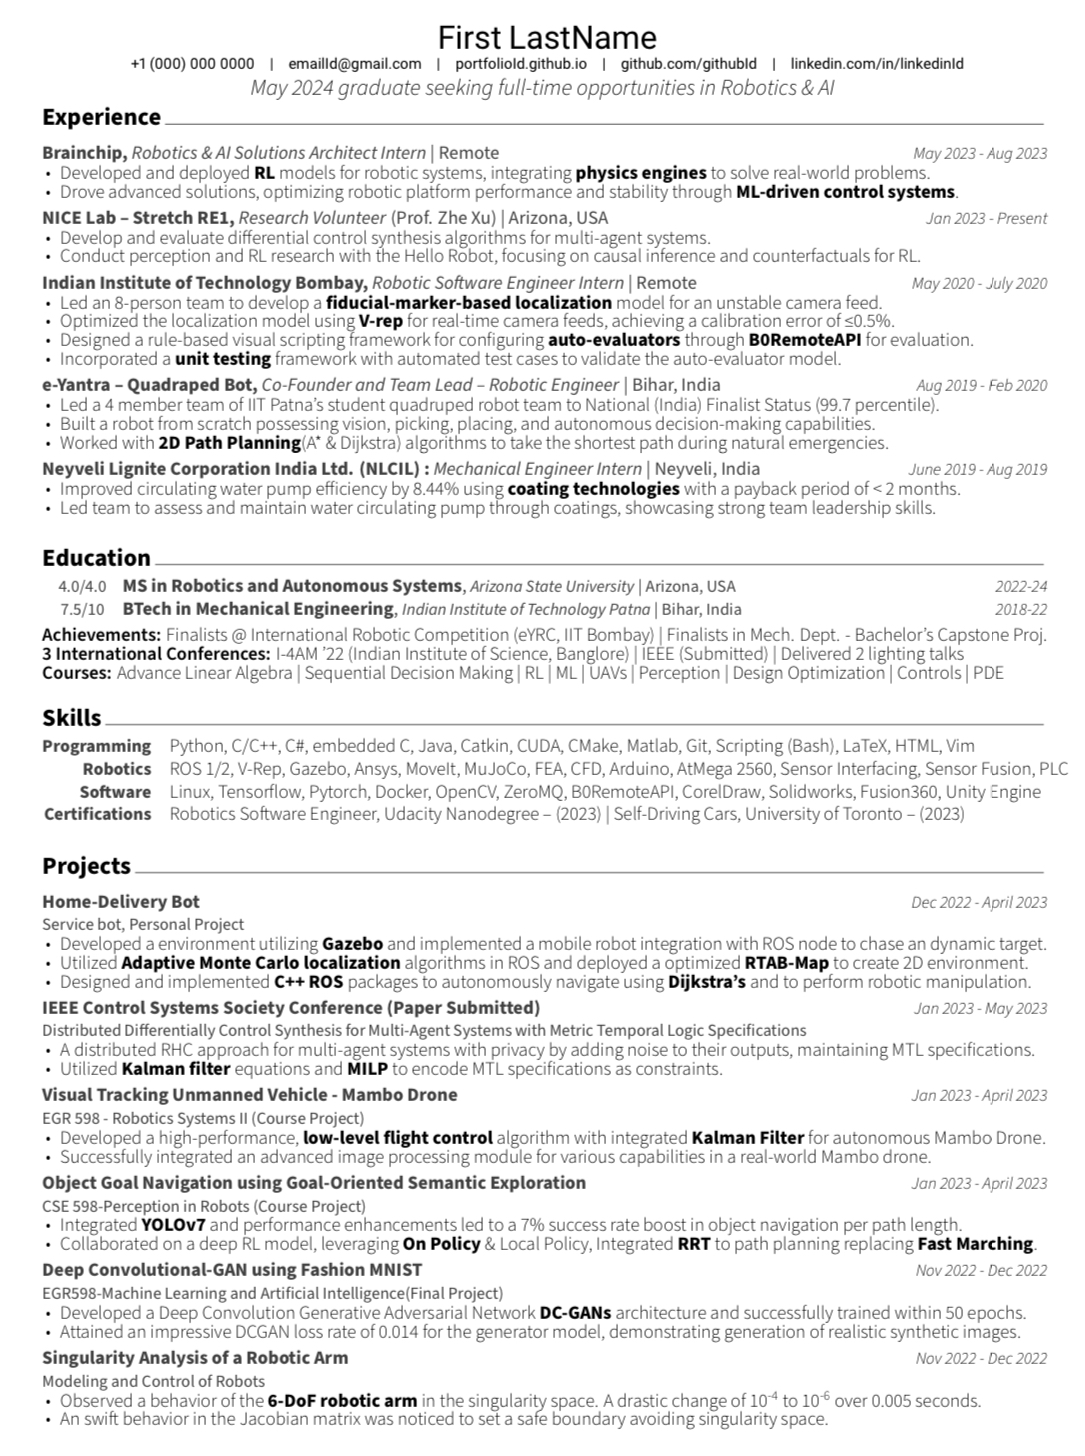 First LastName
+1 (000) 000 0000 | emailId@gmail.com | portfolioId.github.io | github.com/githubId | linkedin.com/in/linkedinId
May 2024 graduate seeking full-time opportunities in Robotics & AI
Experience
Brainchip, Robotics & AI Solutions Architect Intern | Remote May 2023 - Aug 2023
• Developed and deployed RL models for robotic systems, integrating physics engines to solve real-world problems.
• Drove advanced solutions, optimizing robotic platform performance and stability through ML-driven control systems.
NICE Lab – Stretch RE1, Research Volunteer (Prof. Zhe Xu) | Arizona, USA Jan 2023 - Present
• Develop and evaluate differential control synthesis algorithms for multi-agent systems.
• Conduct perception and RL research with the Hello Robot, focusing on causal inference and counterfactuals for RL.
Indian Institute of Technology Bombay, Robotic Software Engineer Intern | Remote May 2020 - July 2020
• Led an 8-person team to develop a fiducial-marker-based localization model for an unstable camera feed.
• Optimized the localization model using V-rep for real-time camera feeds, achieving a calibration error of ≤0.5%.
• Designed a rule-based visual scripting framework for configuring auto-evaluators through B0RemoteAPI for evaluation.
• Incorporated a unit testing framework with automated test cases to validate the auto-evaluator model.
e-Yantra – Quadraped Bot, Co-Founder and Team Lead – Robotic Engineer | Bihar, India Aug 2019 - Feb 2020
• Led a 4 member team of IIT Patna's student quadruped robot team to National (India) Finalist Status (99.7 percentile).
• Built a robot from scratch possessing vision, picking, placing, and autonomous decision-making capabilities.
• Worked with 2D Path Planning(A* & Dijkstra) algorithms to take the shortest path during natural emergencies.
Neyveli Lignite Corporation India Ltd. (NLCIL) : Mechanical Engineer Intern | Neyveli, India June 2019 - Aug 2019
• Improved circulating water pump efficiency by 8.44% using coating technologies with a payback period of < 2 months.
• Led team to assess and maintain water circulating pump through coatings, showcasing strong team leadership skills.
Education
4.0/4.0 MS in Robotics and Autonomous Systems, Arizona State University | Arizona, USA 2022-24
7.5/10 BTech in Mechanical Engineering, Indian Institute of Technology Patna | Bihar, India 2018-22
Achievements: Finalists @ International Robotic Competition (eYRC, IIT Bombay) | Finalists in Mech. Dept. - Bachelor's Capstone Proj.
3 International Conferences: I-4AM '22 (Indian Institute of Science, Banglore) | IEEE (Submitted) | Delivered 2 lighting talks
Courses: Advance Linear Algebra | Sequential Decision Making | RL | ML | UAVs | Perception | Design Optimization | Controls | PDE
Skills
Programming Python, C/C++, C#, embedded C, Java, Catkin, CUDA, CMake, Matlab, Git, Scripting (Bash), LaTeX, HTML, Vim
Robotics ROS 1/2, V-Rep, Gazebo, Ansys, MoveIt, MuJoCo, FEA, CFD, Arduino, AtMega 2560, Sensor Interfacing, Sensor Fusion, PLC
Software Linux, Tensorflow, Pytorch, Docker, OpenCV, ZeroMQ, B0RemoteAPI, CorelDraw, Solidworks, Fusion360, Unity Engine
Certifications Robotics Software Engineer, Udacity Nanodegree – (2023) | Self-Driving Cars, University of Toronto – (2023)
Projects
Home-Delivery Bot Dec 2022 - April 2023
Service bot, Personal Project
• Developed a environment utilizing Gazebo and implemented a mobile robot integration with ROS node to chase an dynamic target.
• Utilized Adaptive Monte Carlo localization algorithms in ROS and deployed a optimized RTAB-Map to create 2D environment.
• Designed and implemented C++ ROS packages to autonomously navigate using Dijkstra's and to perform robotic manipulation.
IEEE Control Systems Society Conference (Paper Submitted) Jan 2023 - May 2023
Distributed Differentially Control Synthesis for Multi-Agent Systems with Metric Temporal Logic Specifications
• A distributed RHC approach for multi-agent systems with privacy by adding noise to their outputs, maintaining MTL specifications.
• Utilized Kalman filter equations and MILP to encode MTL specifications as constraints.
Visual Tracking Unmanned Vehicle - Mambo Drone Jan 2023 - April 2023
EGR 598 - Robotics Systems II (Course Project)
• Developed a high-performance, low-level flight control algorithm with integrated Kalman Filter for autonomous Mambo Drone.
• Successfully integrated an advanced image processing module for various capabilities in a real-world Mambo drone.
Object Goal Navigation using Goal-Oriented Semantic Exploration Jan 2023 - April 2023
CSE 598-Perception in Robots (Course Project)
• Integrated YOLOv7 and performance enhancements led to a 7% success rate boost in object navigation per path length.
• Collaborated on a deep RL model, leveraging On Policy & Local Policy, Integrated RRT to path planning replacing Fast Marching.
Deep Convolutional-GAN using Fashion MNIST Nov 2022 - Dec 2022
EGR598-Machine Learning and Artificial Intelligence(Final Project)
• Developed a Deep Convolution Generative Adversarial Network DC-GANs architecture and successfully trained within 50 epochs.
• Attained an impressive DCGAN loss rate of 0.014 for the generator model, demonstrating generation of realistic synthetic images.
Singularity Analysis of a Robotic Arm Nov 2022 - Dec 2022
Modeling and Control of Robots
• Observed a behavior of the 6-DoF robotic arm in the singularity space. A drastic change of 10⁻⁴ to 10⁻⁶ over 0.005 seconds.
• An swift behavior in the Jacobian matrix was noticed to set a safe boundary avoiding singularity space.